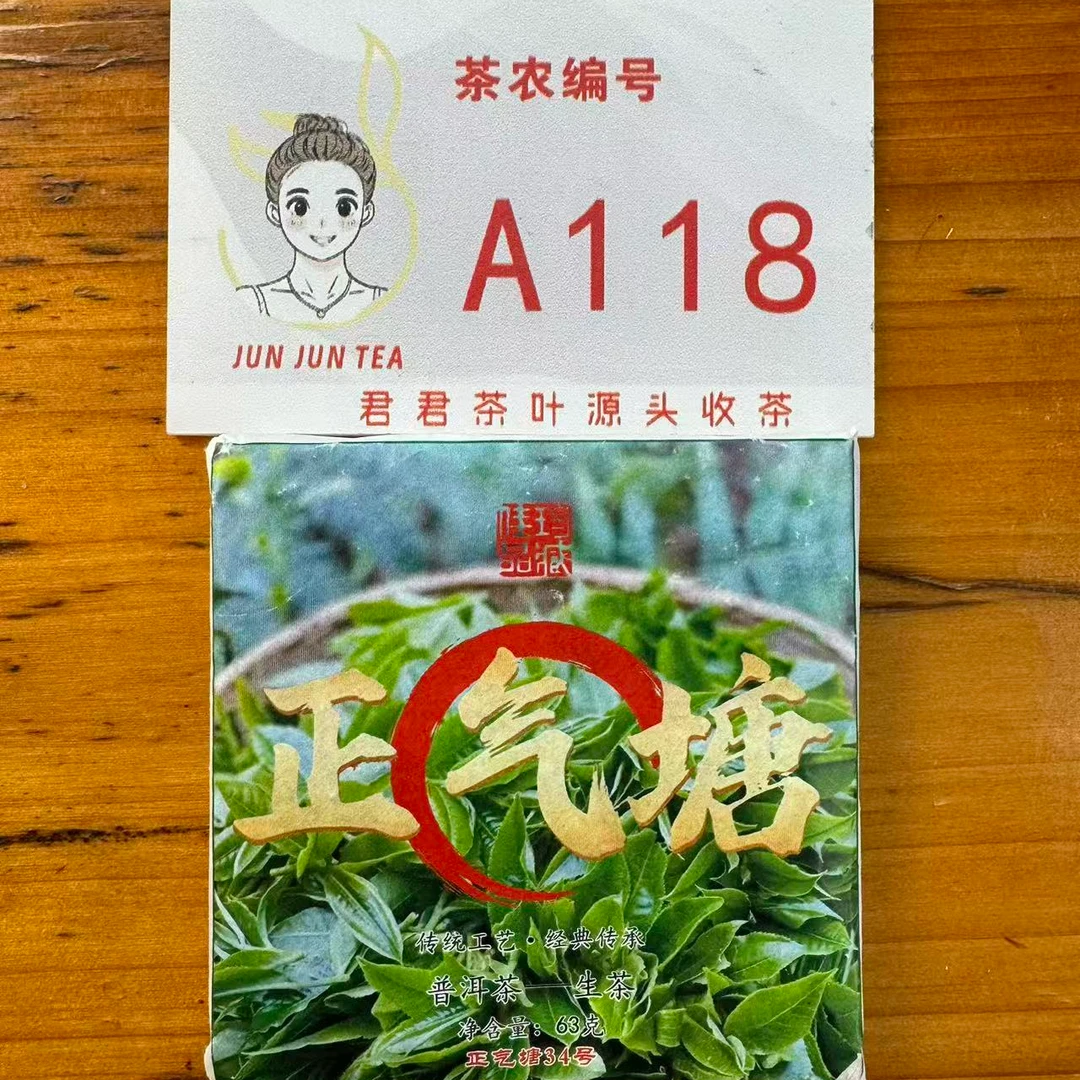 茶农编号
A118
JUN JUN TEA
君君茶叶源头收茶
正气塘
传统工艺·经典传承
普洱茶——生茶
净含量：63克
正气塘34号